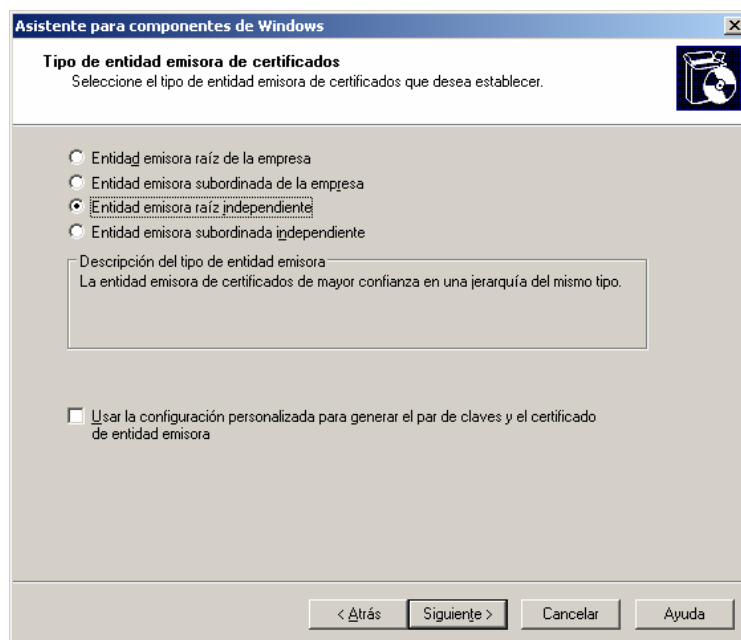 Asistente para componentes de Windows
Tipo de entidad emisora de certificados
Seleccione el tipo de entidad emisora de certificados que desea establecer.
Entidad emisora raíz de la empresa
Entidad emisora subordinada de la empresa
Entidad emisora raíz independiente
Entidad emisora subordinada independiente
Descripción del tipo de entidad emisora
La entidad emisora de certificados de mayor confianza en una jerarquía del mismo tipo.
Usar la configuración personalizada para generar el par de claves y el certificado
de entidad emisora
< Atrás Siguiente > Cancelar Ayuda